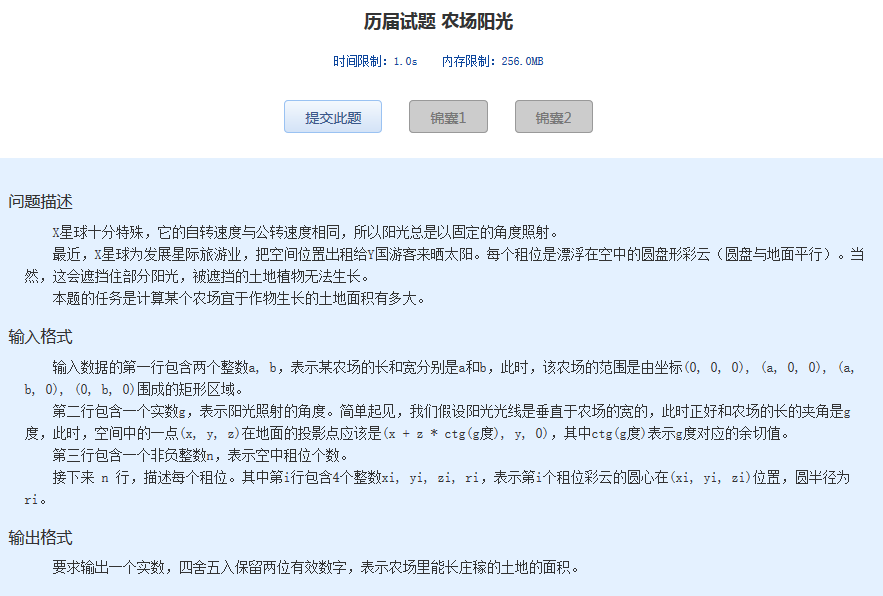 历届试题 农场阳光
时间限制：1.0s 内存限制：256.0MB
提交此题 锦囊1 锦囊2
问题描述
X星球十分特殊，它的自转速度与公转速度相同，所以阳光总是以固定的角度照射。
最近，X星球为发展星际旅游业，把空间位置出租给Y国游客来晒太阳。每个租位是漂浮在空中的圆盘形彩云（圆盘与地面平行）。当
然，这会遮挡住部分阳光，被遮挡的土地植物无法生长。
本题的任务是计算某个农场宜于作物生长的土地面积有多大。
输入格式
输入数据的第一行包含两个整数a, b，表示某农场的长和宽分别是a和b，此时，该农场的范围是由坐标(0, 0, 0), (a, 0, 0), (a,
b, 0), (0, b, 0)围成的矩形区域。
第二行包含一个实数g，表示阳光照射的角度。简单起见，我们假设阳光光线是垂直于农场的宽的，此时正好和农场的长的夹角是g
度，此时，空间中的一点(x, y, z)在地面的投影点应该是(x + z * ctg(g度), y, 0)，其中ctg(g度)表示g度对应的余切值。
第三行包含一个非负整数n，表示空中租位个数。
接下来 n 行，描述每个租位。其中第i行包含4个整数xi, yi, zi, ri，表示第i个租位彩云的圆心在(xi, yi, zi)位置，圆半径为
ri。
输出格式
要求输出一个实数，四舍五入保留两位有效数字，表示农场里能长庄稼的土地的面积。